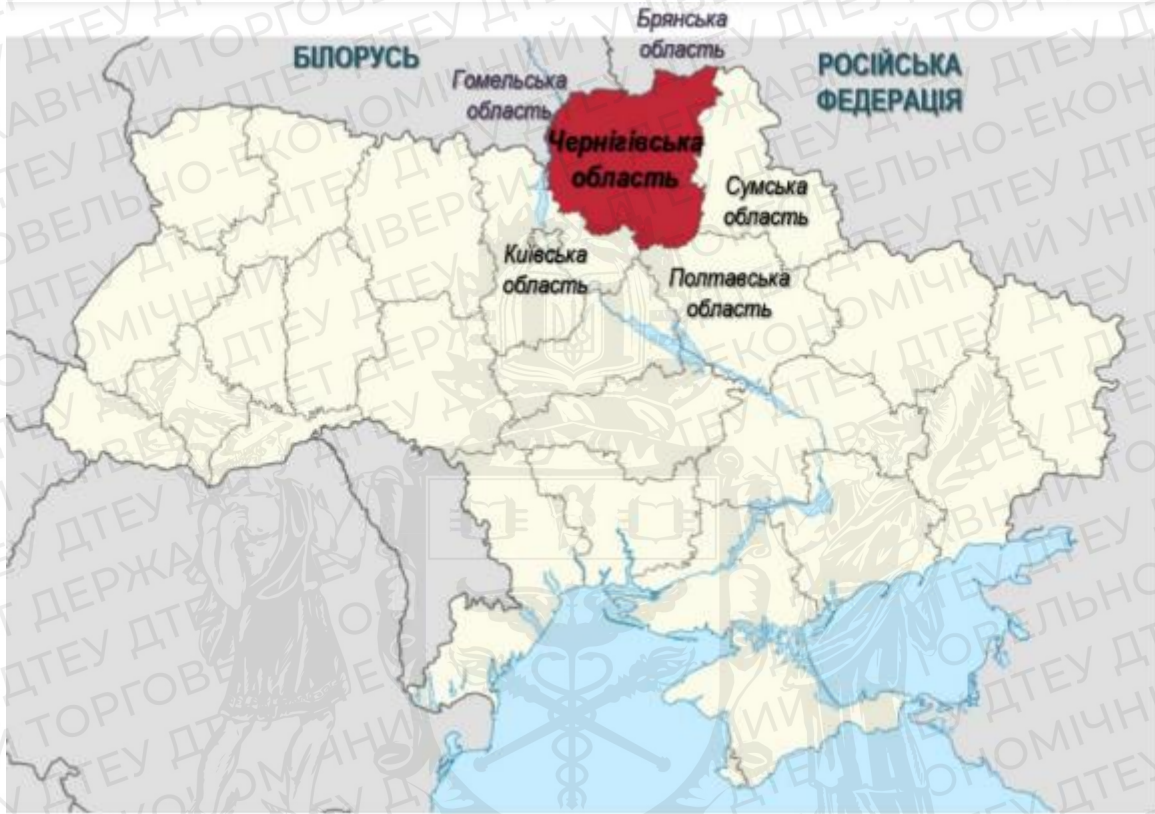 Брянська
область
БІЛОРУСЬ
РОСІЙСЬКА
ФЕДЕРАЦІЯ
Гомельська
область
Чернігівська
область
Сумська
область
Київська
область
Полтавська
область